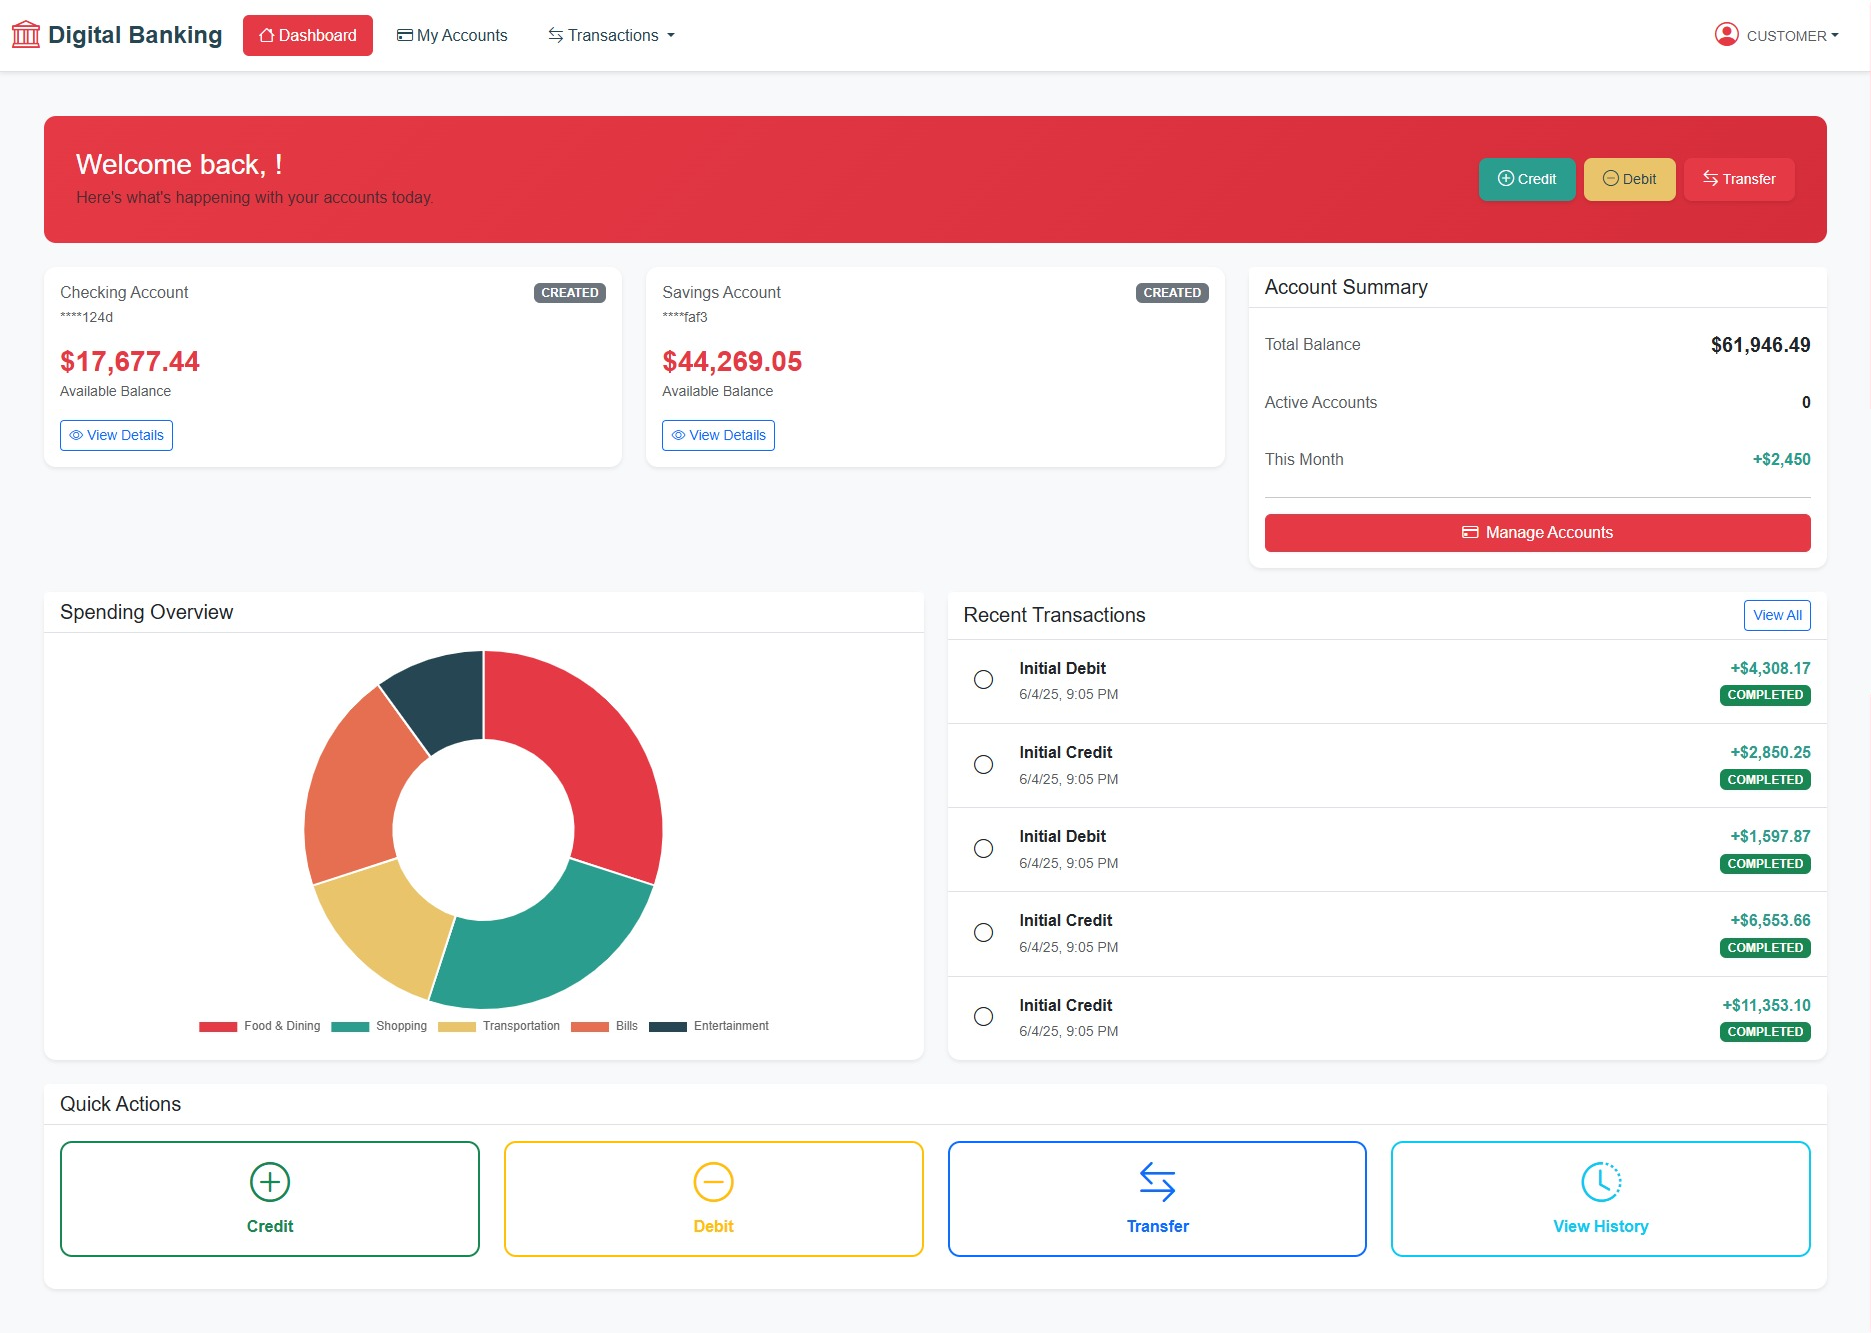 Digital Banking
Dashboard
My Accounts
Transactions
CUSTOMER
Welcome back, !
Here's what's happening with your accounts today.
Credit
Debit
Transfer
Checking Account
CREATED
****124d
$17,677.44
Available Balance
View Details
Savings Account
CREATED
****faf3
$44,269.05
Available Balance
View Details
Account Summary
Total Balance $61,946.49
Active Accounts 0
This Month +$2,450
Manage Accounts
Spending Overview
Food & Dining Shopping Transportation Bills Entertainment
Recent Transactions
View All
Initial Debit +$4,308.17
6/4/25, 9:05 PM COMPLETED
Initial Credit +$2,850.25
6/4/25, 9:05 PM COMPLETED
Initial Debit +$1,597.87
6/4/25, 9:05 PM COMPLETED
Initial Credit +$6,553.66
6/4/25, 9:05 PM COMPLETED
Initial Credit +$11,353.10
6/4/25, 9:05 PM COMPLETED
Quick Actions
Credit
Debit
Transfer
View History